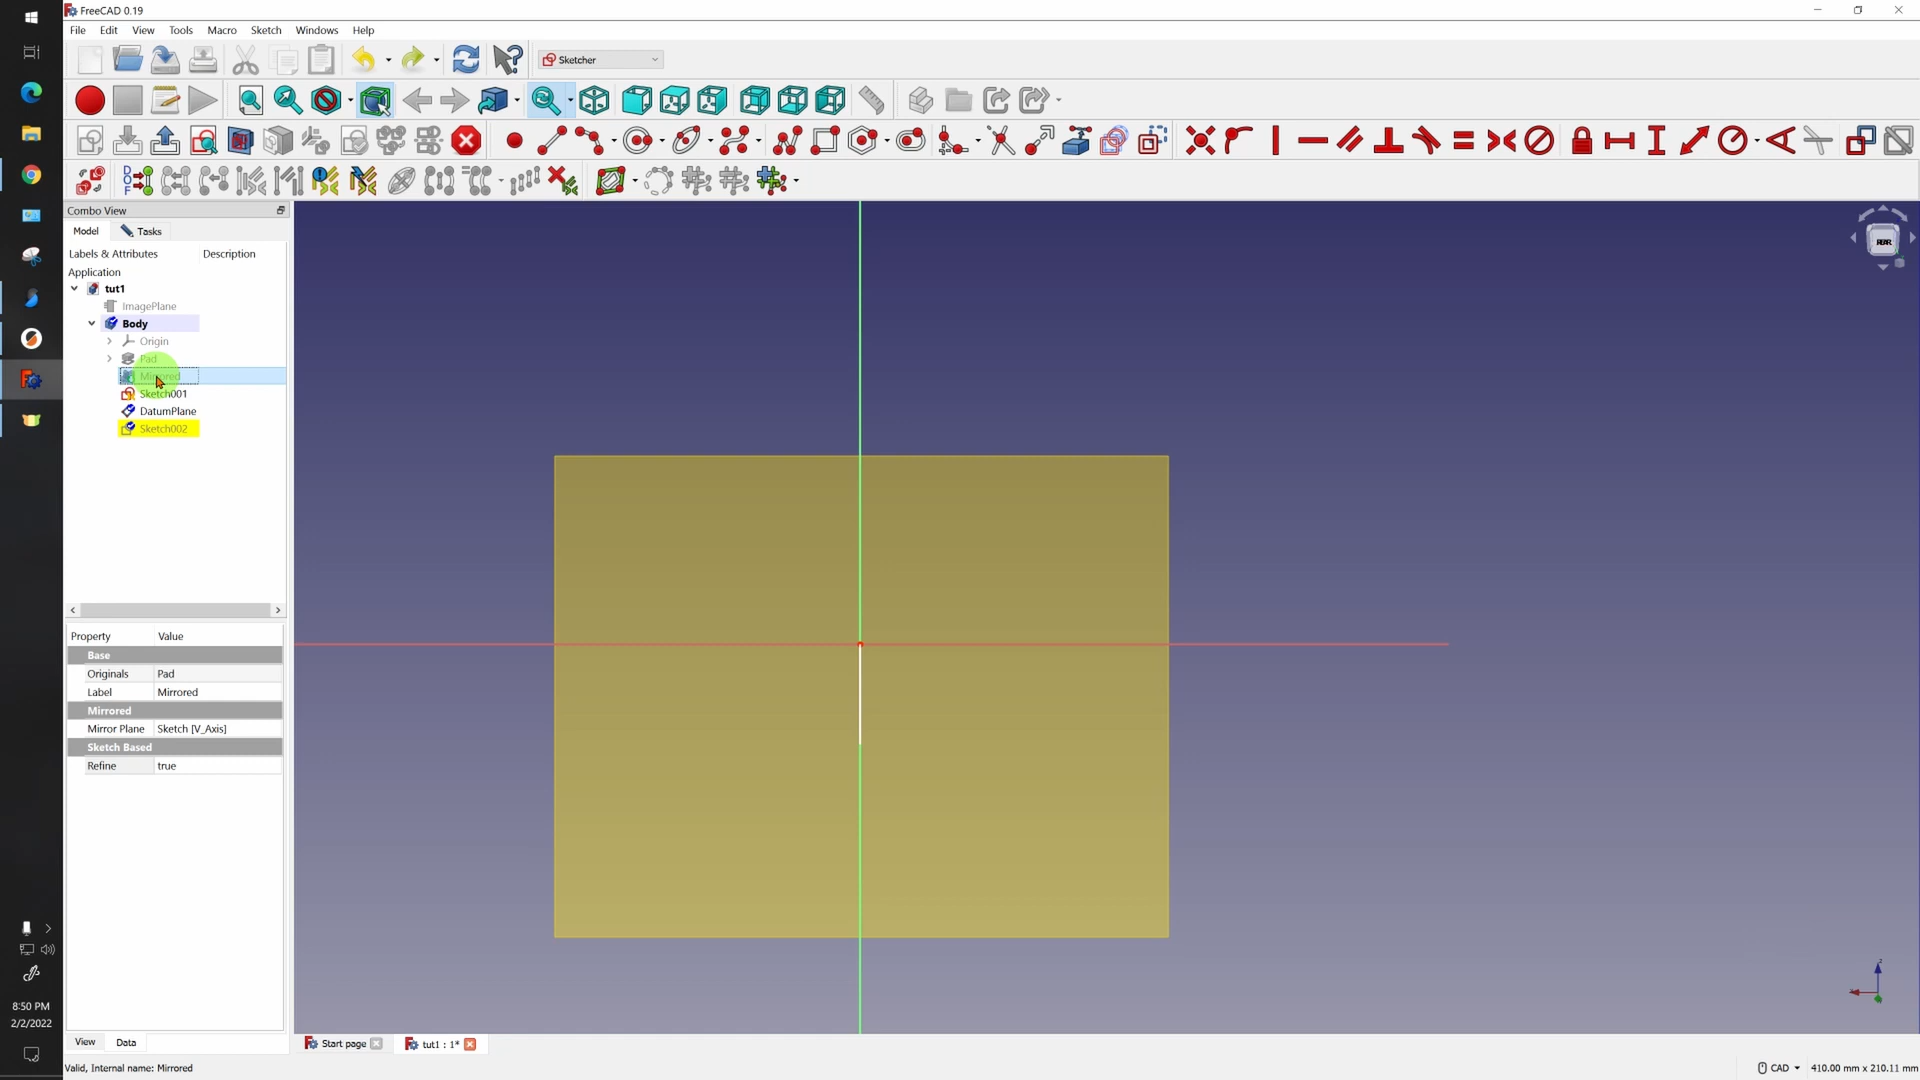 FreeCAD 0.19
File Edit View Tools Macro Sketch Windows Help
Sketcher
Combo View
Model Tasks
Labels & Attributes Description
Application
tut1
ImagePlane
Body
Origin
Pad
Mirrored
Sketch001
DatumPlane
Sketch002
REAR
Property Value
Base
Originals Pad
Label Mirrored
Mirrored
Mirror Plane Sketch [V_Axis]
Sketch Based
Refine true
8:50 PM
2/2/2022
View Data
Start page tut1 : 1*
Valid, Internal name: Mirrored
CAD 410.00 mm x 210.11 mm